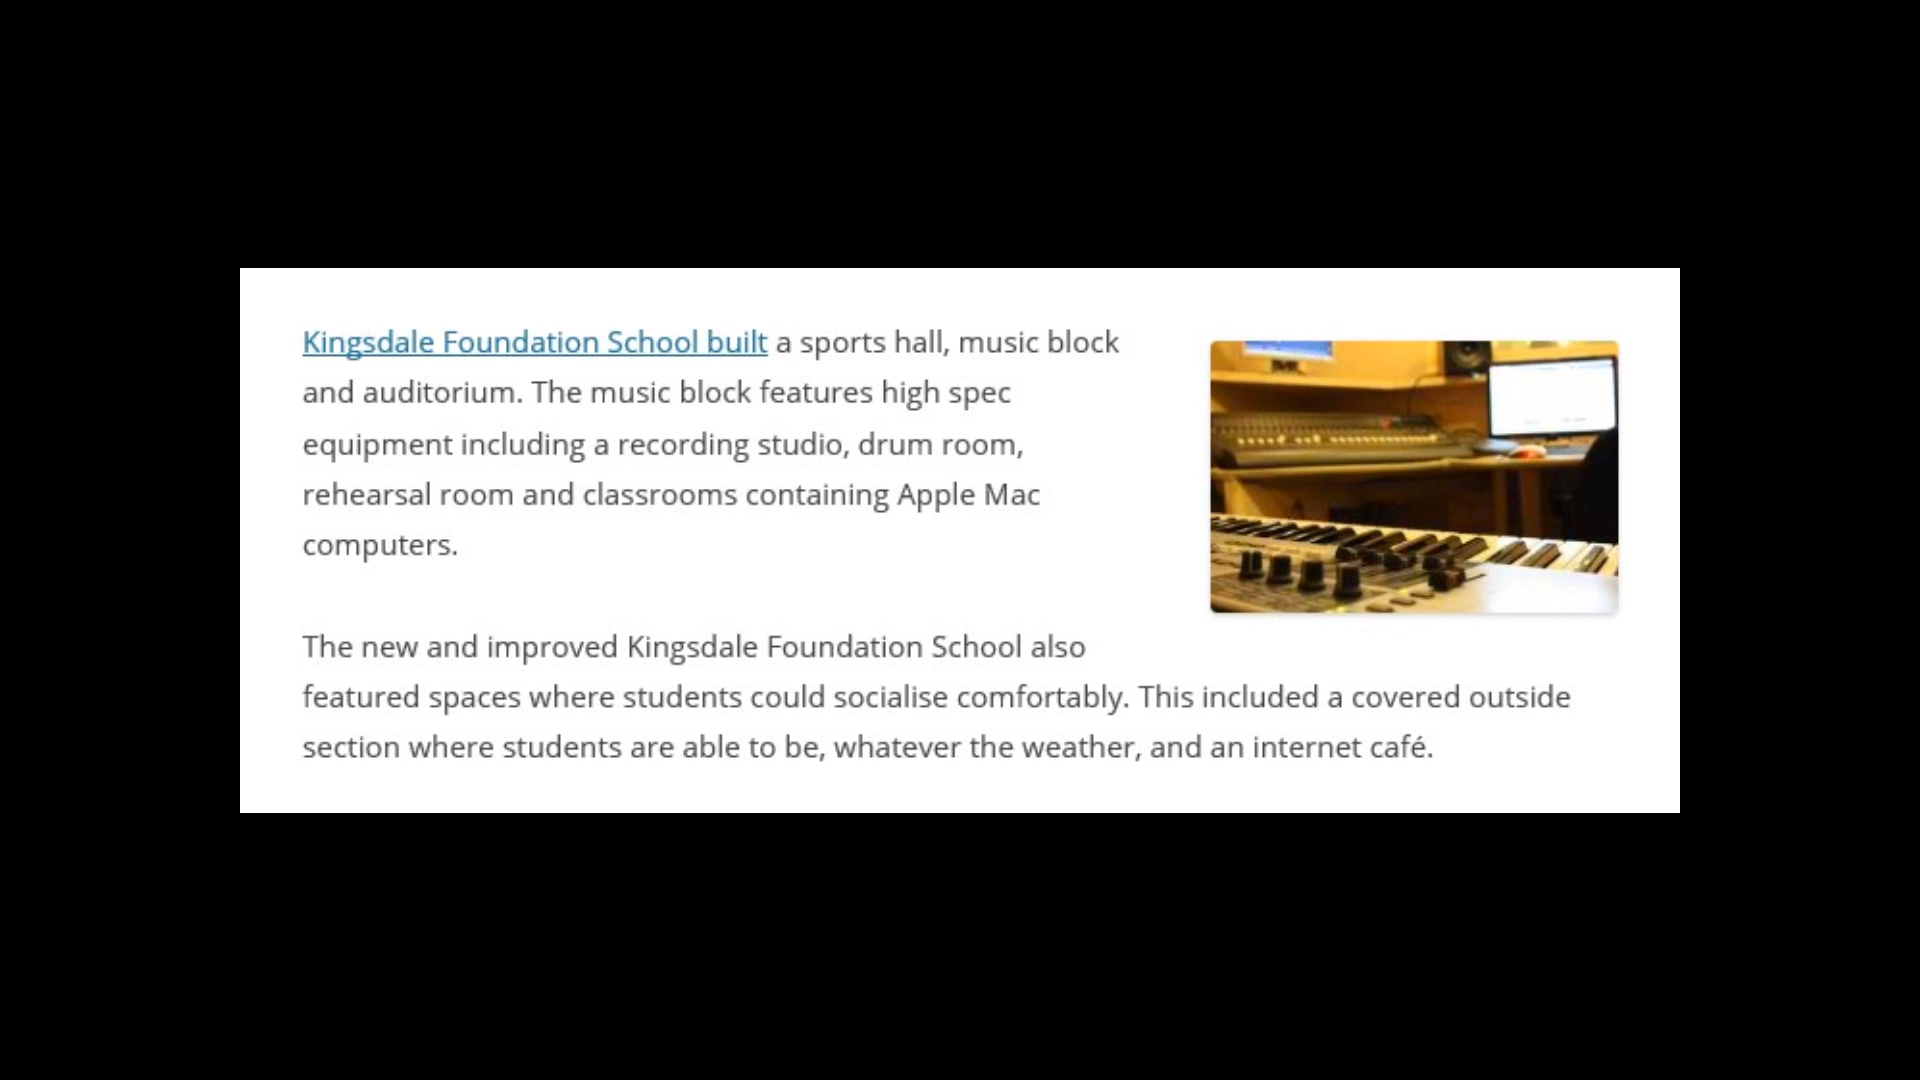 Kingsdale Foundation School built a sports hall, music block
and auditorium. The music block features high spec
equipment including a recording studio, drum room,
rehearsal room and classrooms containing Apple Mac
computers.
The new and improved Kingsdale Foundation School also
featured spaces where students could socialise comfortably. This included a covered outside
section where students are able to be, whatever the weather, and an internet café.